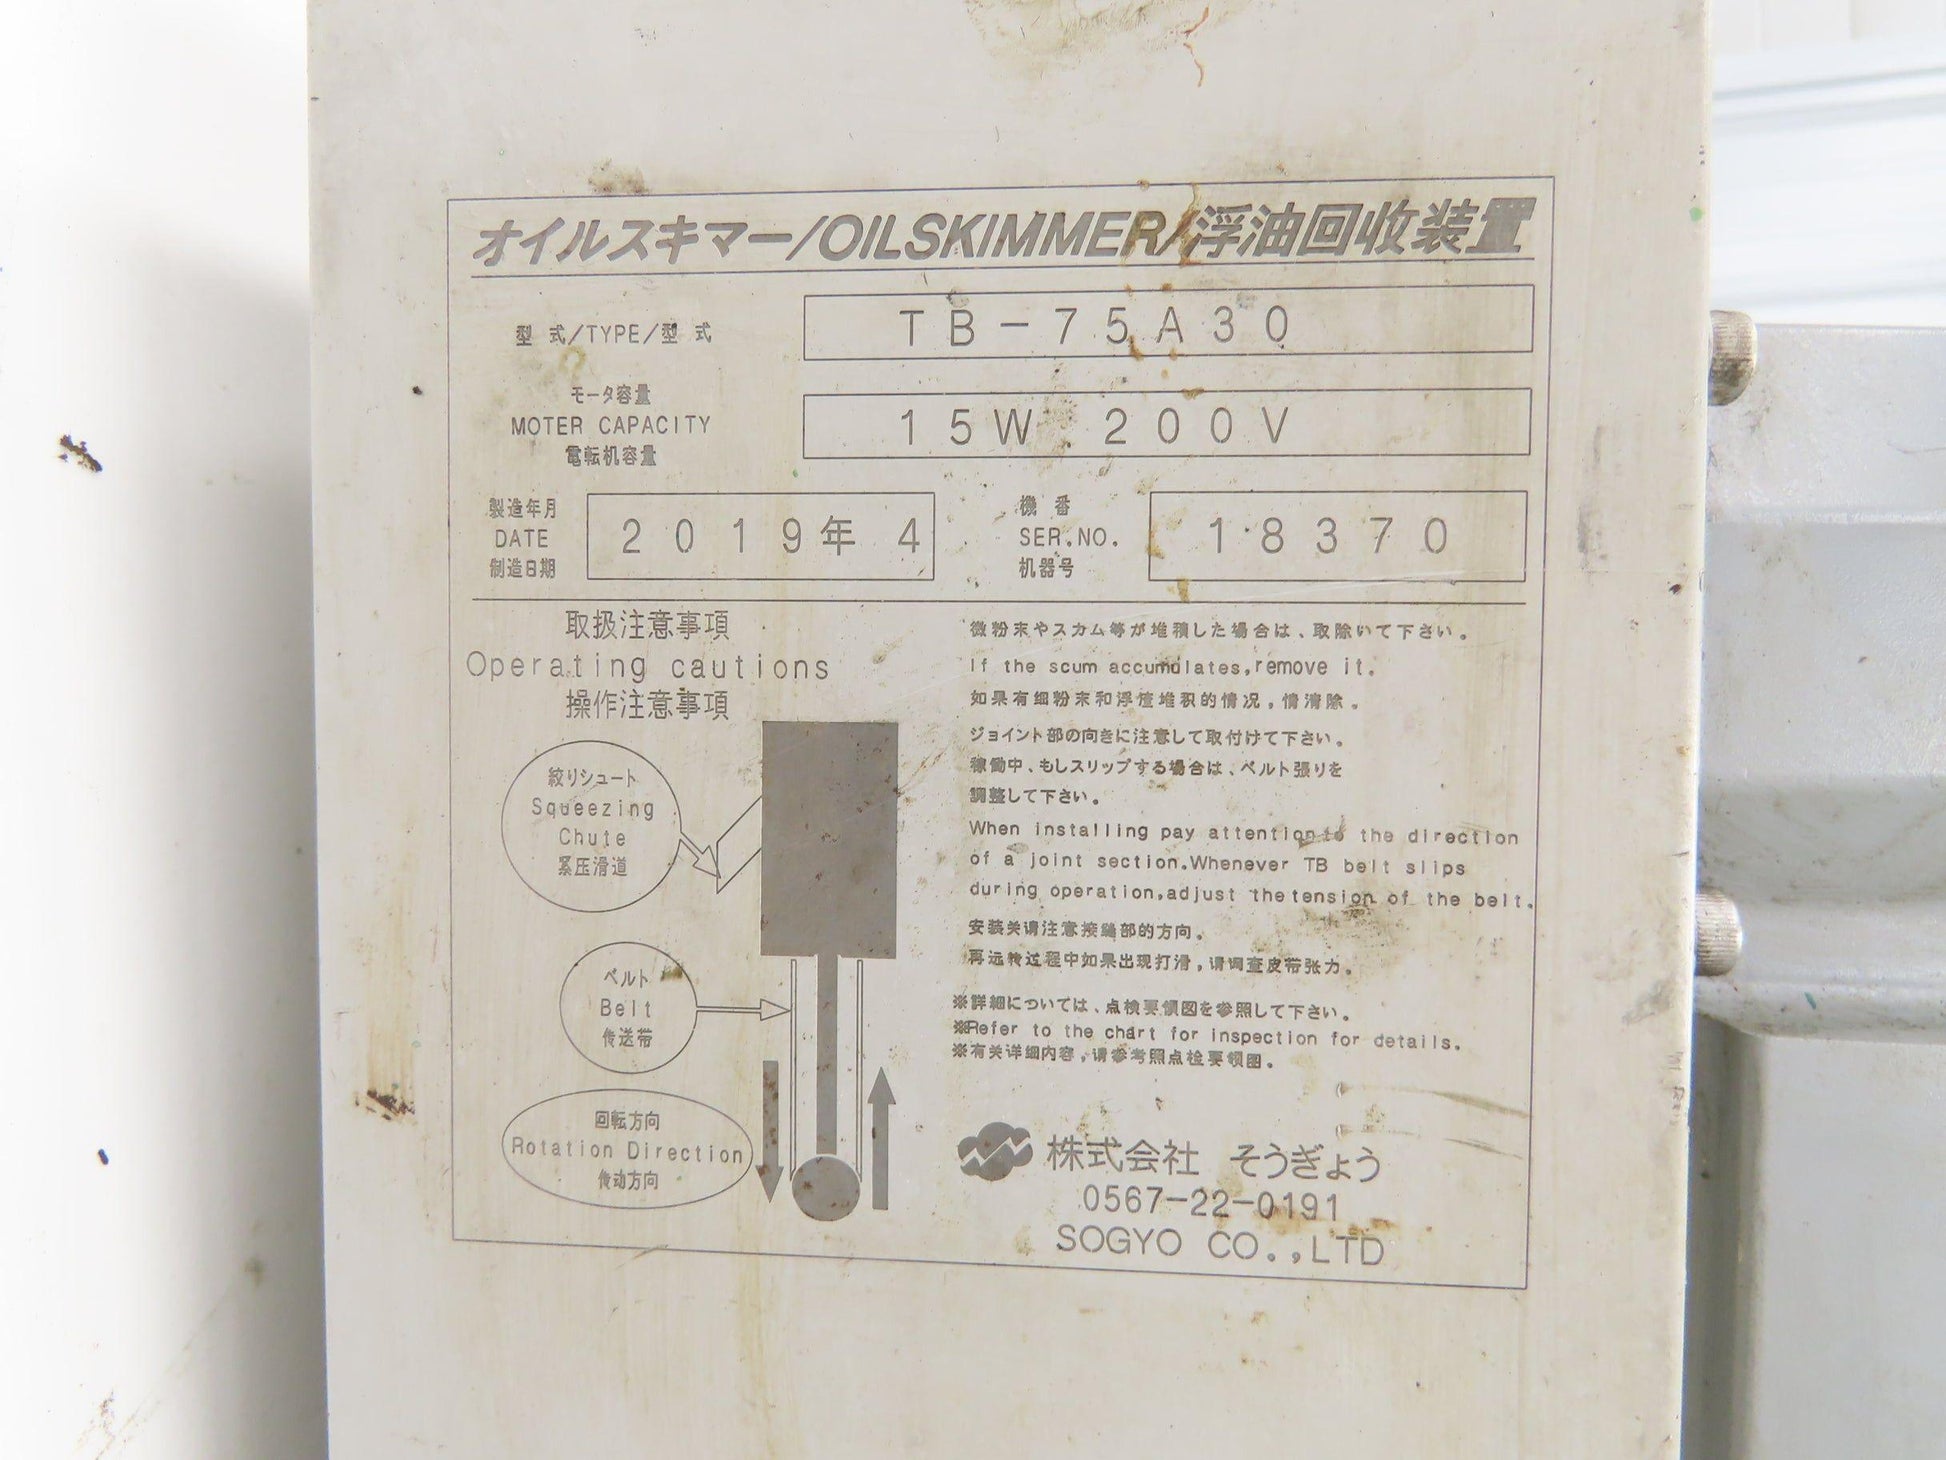 オイルスキマー/OILSKIMMER/浮油回収装置
型 式/TYPE/型 式
TB-75A30
モータ容量
MOTER CAPACITY
電転机容量
15W 200V
製造年月
DATE
制造日期
2019年 4
機 番
SER.NO.
机器号
18370
取扱注意事項
Operating cautions
操作注意事項
絞りシュート
Squeezing
Chute
紧压滑道
ベルト
Belt
传送帯
回転方向
Rotation Direction
传动方向
微粉末やスカム等が堆積した場合は、取除いて下さい。
If the scum accumulates,remove it.
如果有细粉末和浮渣堆积的情况，情清除。
ジョイント部の向きに注意して取付けて下さい。
稼働中、もしスリップする場合は、ベルト張りを
調整して下さい。
When installing pay attention to the direction
of a joint section.Whenever TB belt slips
during operation,adjust the tension of the belt.
安装关请注意接缝部的方向。
再远转过程中如果出现打滑，请调查皮带张力。
※詳細については、点検要領図を参照して下さい。
※Refer to the chart for inspection for details.
※有关详细内容，请参考照点检要领图。
株式会社 そうぎょう
0567-22-0191
SOGYO CO.,LTD